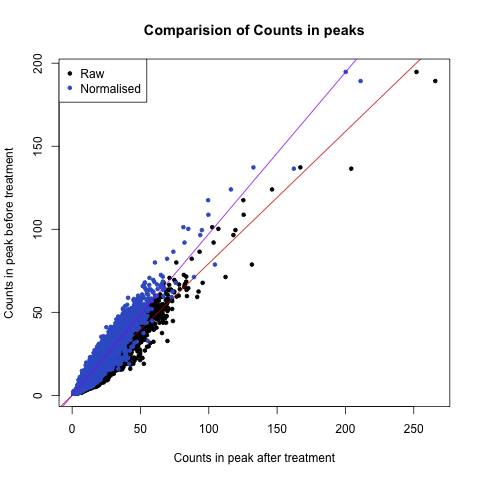 Comparision of Counts in peaks
Raw
Normalised
200
150
100
50
0
Counts in peak before treatment
0 50 100 150 200 250
Counts in peak after treatment